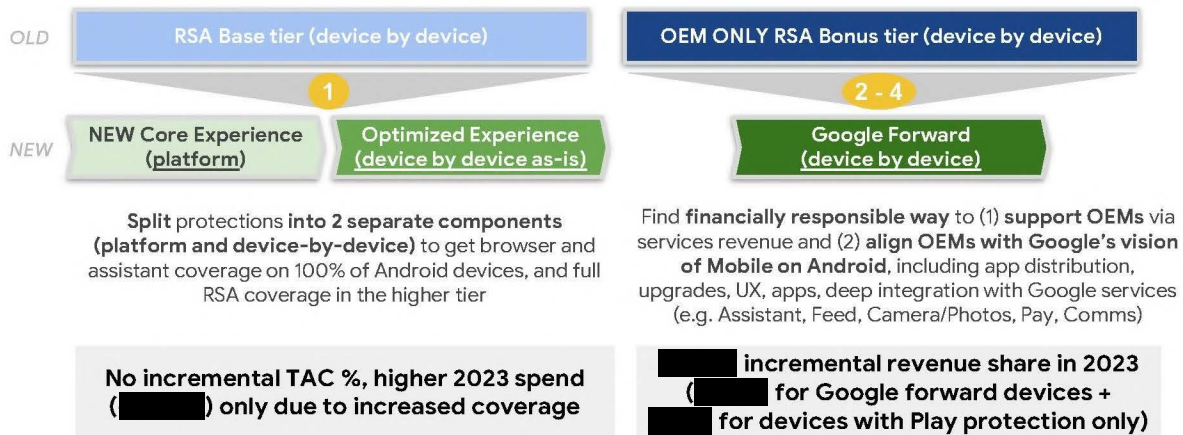 OLD
RSA Base tier (device by device)
OEM ONLY RSA Bonus tier (device by device)
1
2 - 4
NEW
NEW Core Experience
(platform)
Optimized Experience
(device by device as-is)
Google Forward
(device by device)
Split protections into 2 separate components
(platform and device-by-device) to get browser and
assistant coverage on 100% of Android devices, and full
RSA coverage in the higher tier
Find financially responsible way to (1) support OEMs via
services revenue and (2) align OEMs with Google's vision
of Mobile on Android, including app distribution,
upgrades, UX, apps, deep integration with Google services
(e.g. Assistant, Feed, Camera/Photos, Pay, Comms)
No incremental TAC %, higher 2023 spend
( ) only due to increased coverage
incremental revenue share in 2023
( for Google forward devices +
for devices with Play protection only)